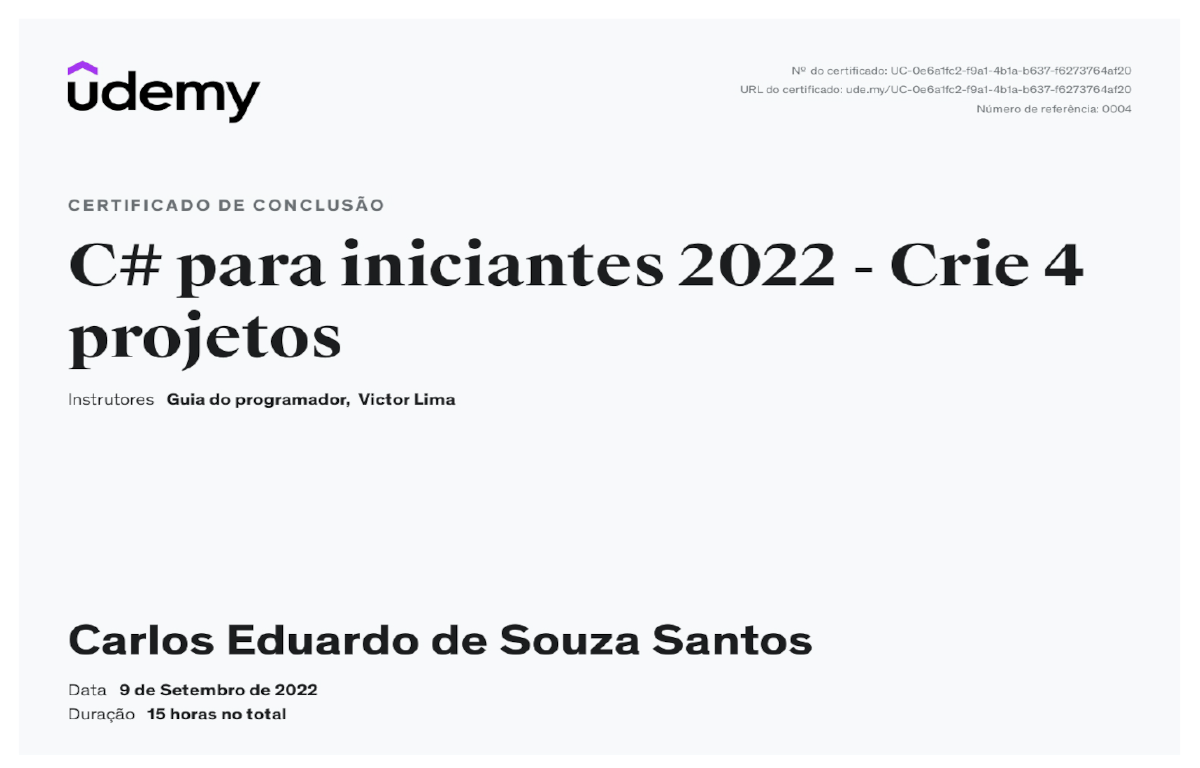 udemy
Nº do certificado: UC-0e6a1fc2-f9a1-4b1a-b637-f6273764af20
URL do certificado: ude.my/UC-0e6a1fc2-f9a1-4b1a-b637-f6273764af20
Número de referência: 0004
CERTIFICADO DE CONCLUSÃO
C# para iniciantes 2022 - Crie 4
projetos
Instrutores Guia do programador, Victor Lima
Carlos Eduardo de Souza Santos
Data 9 de Setembro de 2022
Duração 15 horas no total